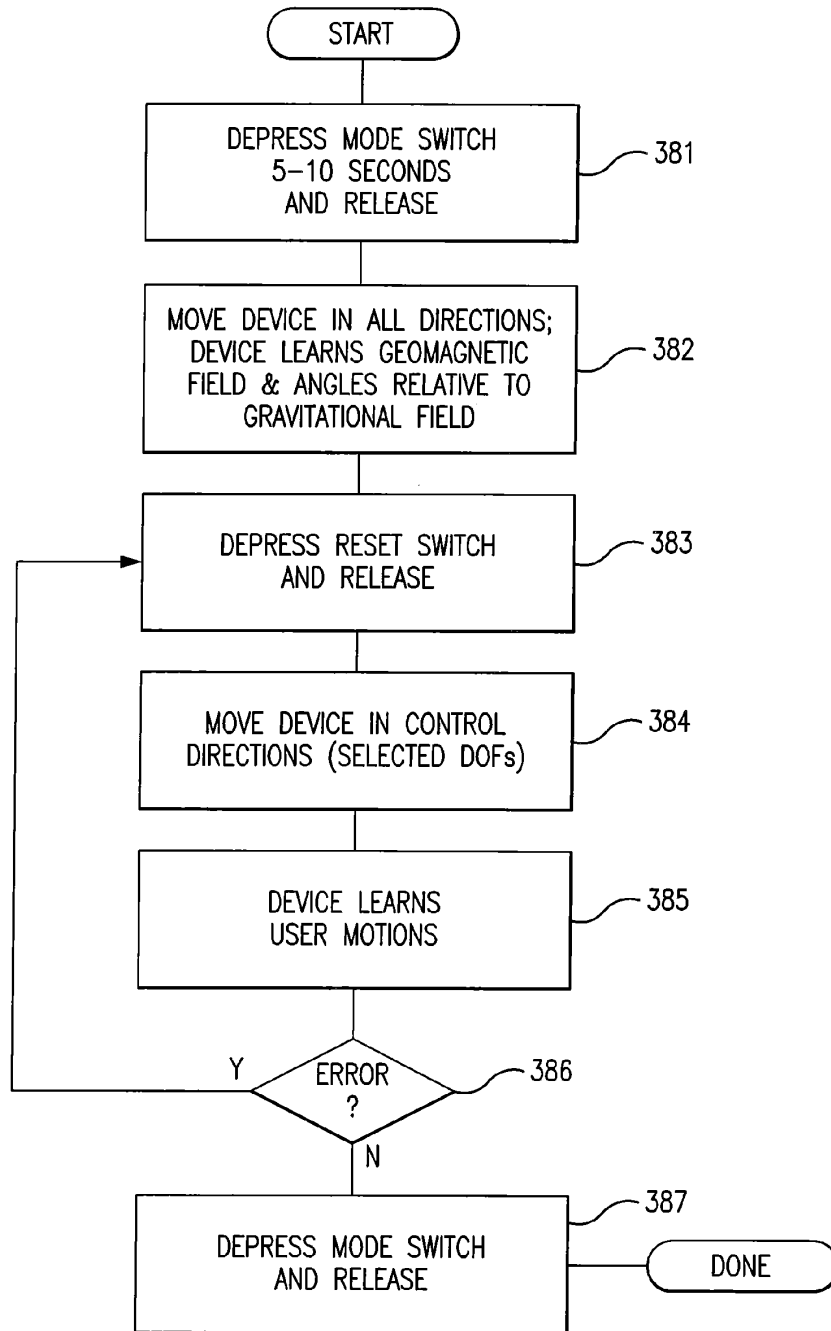 START
DEPRESS MODE SWITCH
5–10 SECONDS
AND RELEASE
381
MOVE DEVICE IN ALL DIRECTIONS;
DEVICE LEARNS GEOMAGNETIC
FIELD & ANGLES RELATIVE TO
GRAVITATIONAL FIELD
382
DEPRESS RESET SWITCH
AND RELEASE
383
MOVE DEVICE IN CONTROL
DIRECTIONS (SELECTED DOFs)
384
DEVICE LEARNS
USER MOTIONS
385
Y
ERROR
?
386
N
DEPRESS MODE SWITCH
AND RELEASE
387
DONE